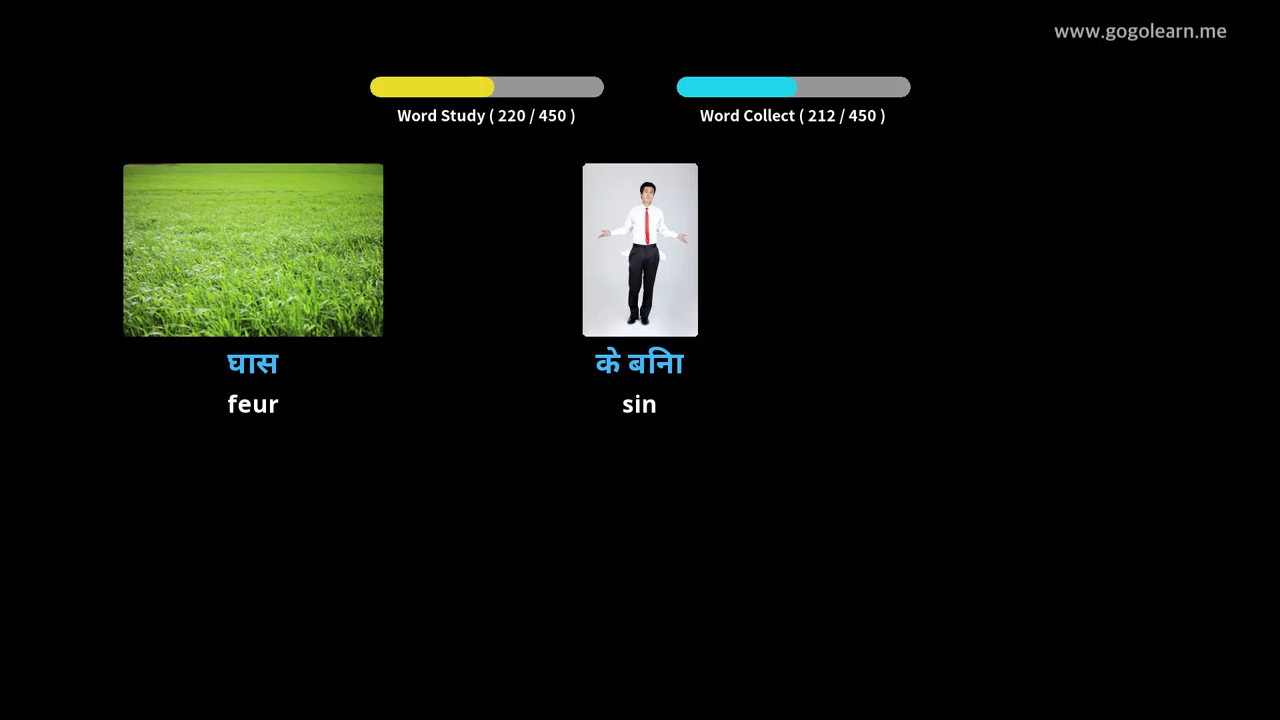 www.gogolearn.me
Word Study ( 220 / 450 )
Word Collect ( 212 / 450 )
घास
feur
के बिना
sin